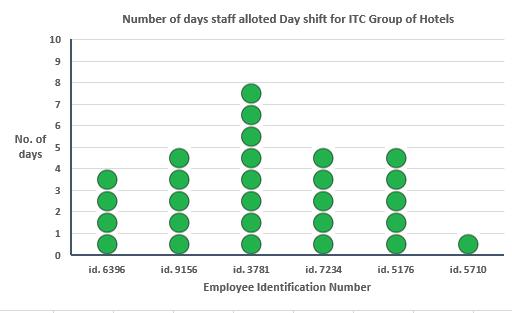 Number of days staff alloted Day shift for ITC Group of Hotels
10
9
8
7
6
5
4
3
2
1
0
No. of
days
id. 6396 id. 9156 id. 3781 id. 7234 id. 5176 id. 5710
Employee Identification Number